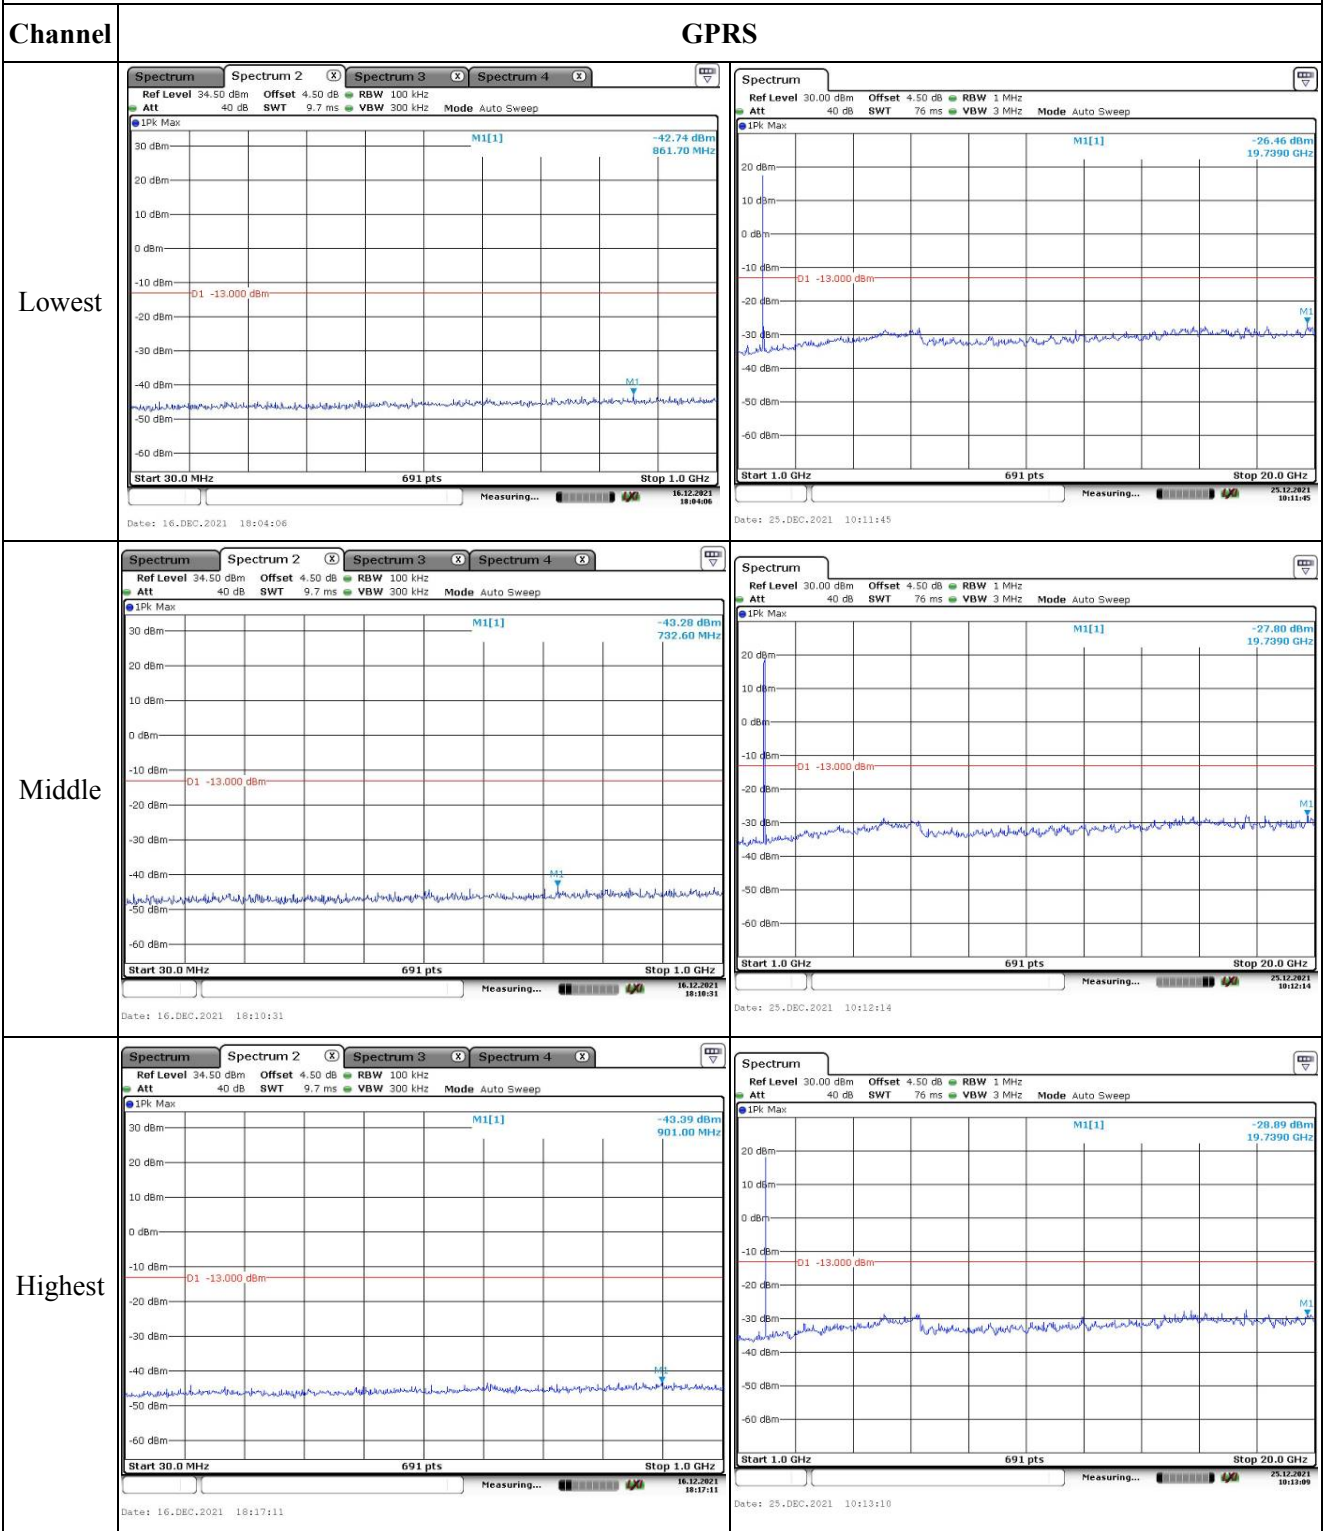 Channel GPRS
Lowest
Spectrum Spectrum 2 Spectrum 3 Spectrum 4
Ref Level 34.50 dBm Offset 4.50 dB RBW 100 kHz
Att 40 dB SWT 9.7 ms VBW 300 kHz Mode Auto Sweep
1Pk Max
M1[1] -42.74 dBm
861.70 MHz
30 dBm
20 dBm
10 dBm
0 dBm
-10 dBm
D1 -13.000 dBm
-20 dBm
-30 dBm
-40 dBm
M1
-50 dBm
-60 dBm
Start 30.0 MHz 691 pts Stop 1.0 GHz
Measuring... 16.12.2021
18:04:06
Date: 16.DEC.2021 18:04:06
Spectrum
Ref Level 30.00 dBm Offset 4.50 dB RBW 1 MHz
Att 40 dB SWT 76 ms VBW 3 MHz Mode Auto Sweep
1Pk Max
M1[1] -26.46 dBm
19.7390 GHz
20 dBm
10 dBm
0 dBm
-10 dBm
D1 -13.000 dBm
-20 dBm
M1
-30 dBm
-40 dBm
-50 dBm
-60 dBm
Start 1.0 GHz 691 pts Stop 20.0 GHz
Measuring... 25.12.2021
10:11:45
Date: 25.DEC.2021 10:11:45
Middle
Spectrum Spectrum 2 Spectrum 3 Spectrum 4
Ref Level 34.50 dBm Offset 4.50 dB RBW 100 kHz
Att 40 dB SWT 9.7 ms VBW 300 kHz Mode Auto Sweep
1Pk Max
M1[1] -43.28 dBm
732.60 MHz
30 dBm
20 dBm
10 dBm
0 dBm
-10 dBm
D1 -13.000 dBm
-20 dBm
-30 dBm
-40 dBm
M1
-50 dBm
-60 dBm
Start 30.0 MHz 691 pts Stop 1.0 GHz
Measuring... 16.12.2021
18:10:31
Date: 16.DEC.2021 18:10:31
Spectrum
Ref Level 30.00 dBm Offset 4.50 dB RBW 1 MHz
Att 40 dB SWT 76 ms VBW 3 MHz Mode Auto Sweep
1Pk Max
M1[1] -27.80 dBm
19.7390 GHz
20 dBm
10 dBm
0 dBm
-10 dBm
D1 -13.000 dBm
-20 dBm
M1
-30 dBm
-40 dBm
-50 dBm
-60 dBm
Start 1.0 GHz 691 pts Stop 20.0 GHz
Measuring... 25.12.2021
10:12:14
Date: 25.DEC.2021 10:12:14
Highest
Spectrum Spectrum 2 Spectrum 3 Spectrum 4
Ref Level 34.50 dBm Offset 4.50 dB RBW 100 kHz
Att 40 dB SWT 9.7 ms VBW 300 kHz Mode Auto Sweep
1Pk Max
M1[1] -43.39 dBm
901.00 MHz
30 dBm
20 dBm
10 dBm
0 dBm
-10 dBm
D1 -13.000 dBm
-20 dBm
-30 dBm
-40 dBm
M1
-50 dBm
-60 dBm
Start 30.0 MHz 691 pts Stop 1.0 GHz
Measuring... 16.12.2021
18:17:11
Date: 16.DEC.2021 18:17:11
Spectrum
Ref Level 30.00 dBm Offset 4.50 dB RBW 1 MHz
Att 40 dB SWT 76 ms VBW 3 MHz Mode Auto Sweep
1Pk Max
M1[1] -28.89 dBm
19.7390 GHz
20 dBm
10 dBm
0 dBm
-10 dBm
D1 -13.000 dBm
-20 dBm
M1
-30 dBm
-40 dBm
-50 dBm
-60 dBm
Start 1.0 GHz 691 pts Stop 20.0 GHz
Measuring... 25.12.2021
10:13:09
Date: 25.DEC.2021 10:13:10